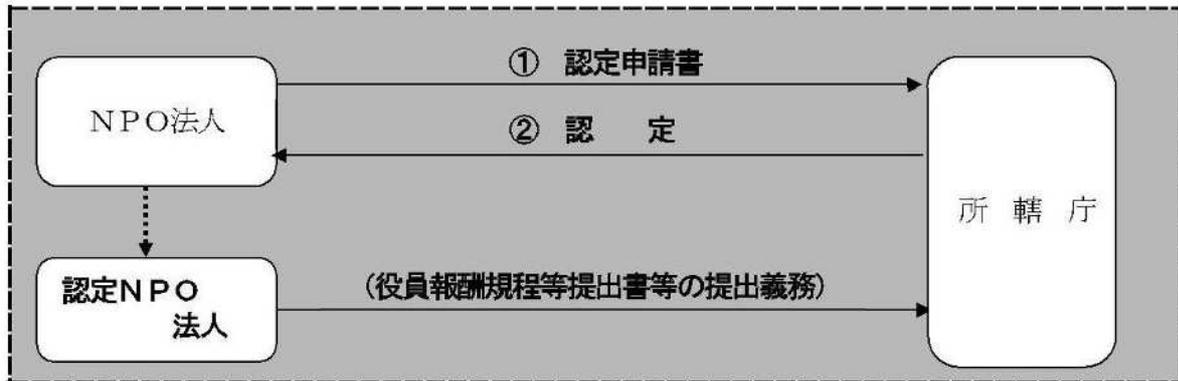 ① 認定申請書
NPO法人
② 認　定
所 轄 庁
認定NPO
法人
(役員報酬規程等提出書等の提出義務)